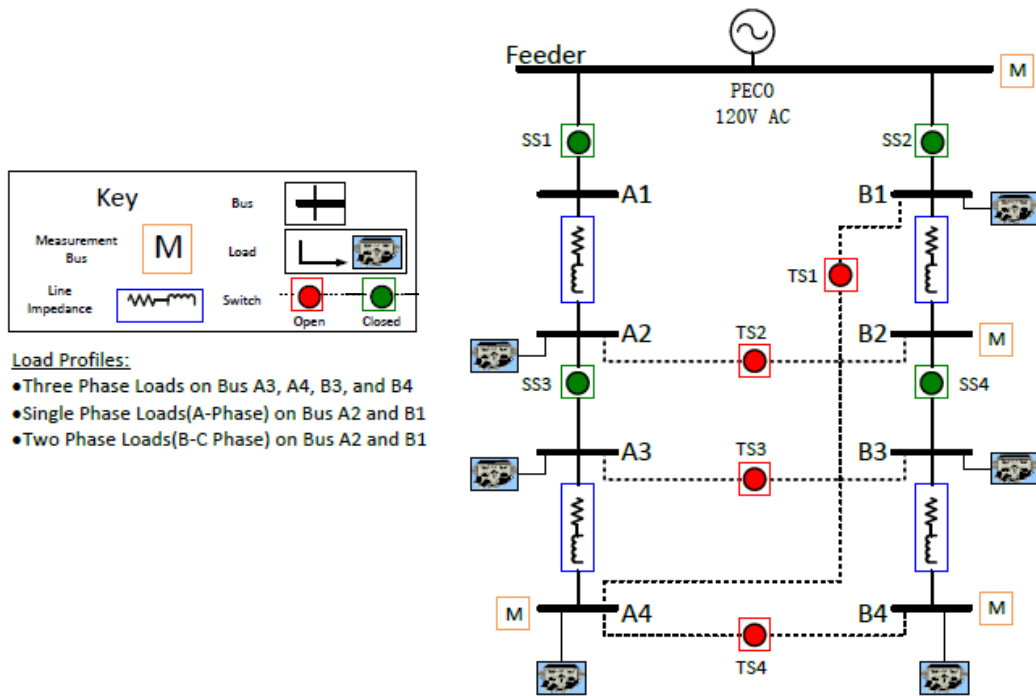 Feeder
M
PECO
120V AC
SS1
SS2
Key
Bus
Measurement
Bus
M
Load
Line
Impedance
Switch
Open
Closed
A1
B1
TS1
A2
TS2
B2
M
SS3
SS4
Load Profiles:
●Three Phase Loads on Bus A3, A4, B3, and B4
●Single Phase Loads(A-Phase) on Bus A2 and B1
●Two Phase Loads(B-C Phase) on Bus A2 and B1
A3
TS3
B3
M
A4
B4
M
TS4